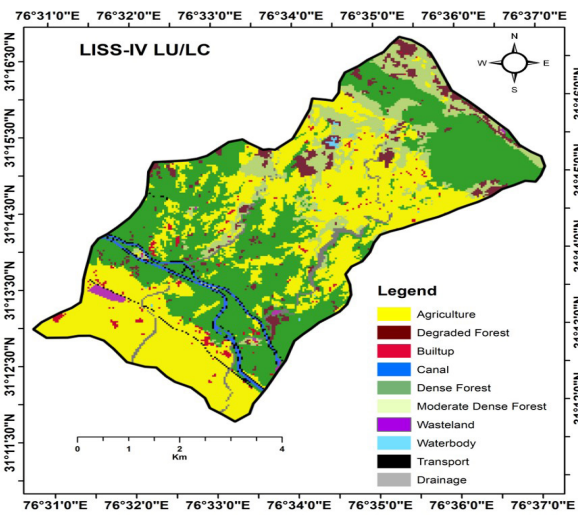 76°31'0"E 76°32'0"E 76°33'0"E 76°34'0"E 76°35'0"E 76°36'0"E 76°37'0"E
LISS-IV LU/LC
N
W E
S
31°16'30"N
31°15'30"N
31°14'30"N
31°13'30"N
31°12'30"N
31°11'30"N
Legend
Agriculture
Degraded Forest
Builtup
Canal
Dense Forest
Moderate Dense Forest
Wasteland
Waterbody
Transport
Drainage
0 1 2 4
Km
76°31'0"E 76°32'0"E 76°33'0"E 76°34'0"E 76°35'0"E 76°36'0"E 76°37'0"E